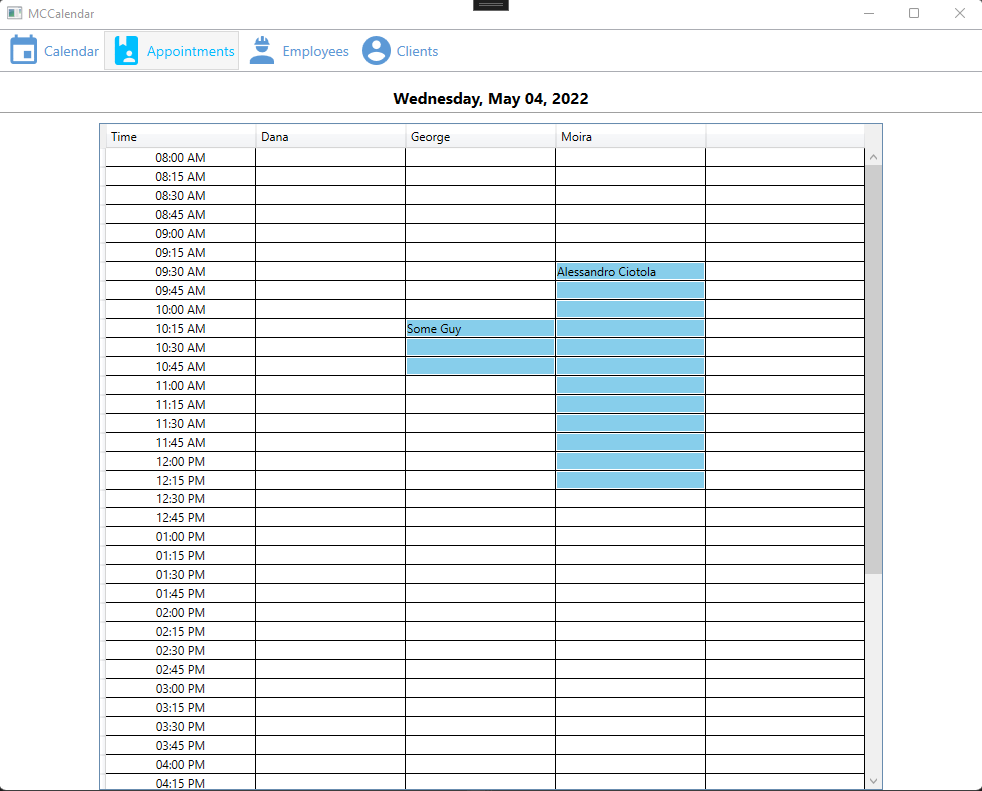 MCCalendar
Calendar Appointments Employees Clients
Wednesday, May 04, 2022
Time Dana George Moira
08:00 AM
08:15 AM
08:30 AM
08:45 AM
09:00 AM
09:15 AM
09:30 AM Alessandro Ciotola
09:45 AM
10:00 AM
10:15 AM Some Guy
10:30 AM
10:45 AM
11:00 AM
11:15 AM
11:30 AM
11:45 AM
12:00 PM
12:15 PM
12:30 PM
12:45 PM
01:00 PM
01:15 PM
01:30 PM
01:45 PM
02:00 PM
02:15 PM
02:30 PM
02:45 PM
03:00 PM
03:15 PM
03:30 PM
03:45 PM
04:00 PM
04:15 PM